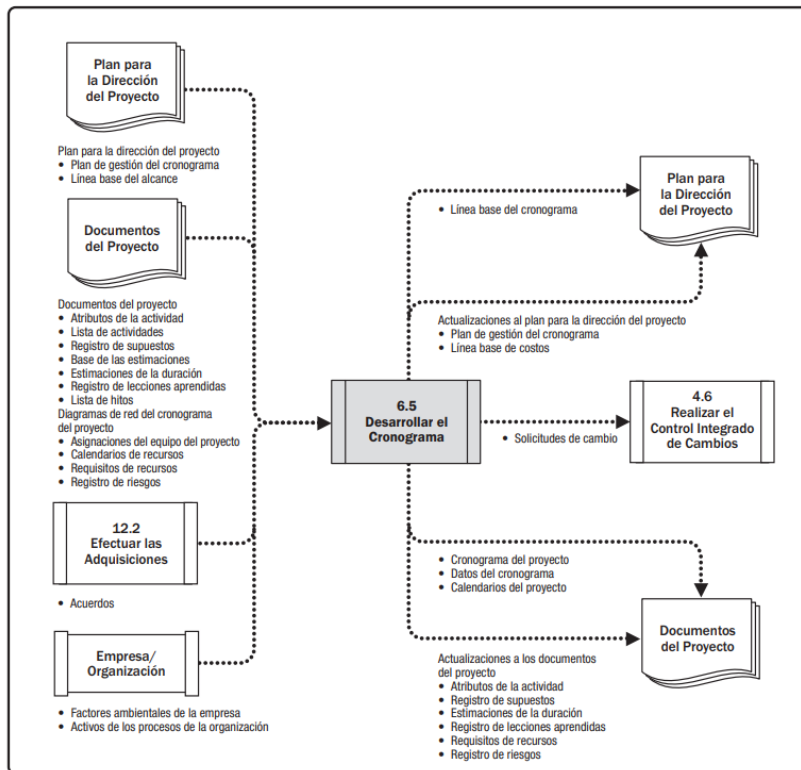 Plan para
la Dirección
del Proyecto
Plan para la dirección del proyecto
• Plan de gestión del cronograma
• Línea base del alcance
Documentos
del Proyecto
Documentos del proyecto
• Atributos de la actividad
• Lista de actividades
• Registro de supuestos
• Base de las estimaciones
• Estimaciones de la duración
• Registro de lecciones aprendidas
• Lista de hitos
Diagramas de red del cronograma
del proyecto
• Asignaciones del equipo del proyecto
• Calendarios de recursos
• Requisitos de recursos
• Registro de riesgos
12.2
Efectuar las
Adquisiciones
• Acuerdos
Empresa/
Organización
• Factores ambientales de la empresa
• Activos de los procesos de la organización
6.5
Desarrollar el
Cronograma
• Línea base del cronograma
Plan para
la Dirección
del Proyecto
Actualizaciones al plan para la dirección del proyecto
• Plan de gestión del cronograma
• Línea base de costos
• Solicitudes de cambio
4.6
Realizar el
Control Integrado
de Cambios
• Cronograma del proyecto
• Datos del cronograma
• Calendarios del proyecto
Documentos
del Proyecto
Actualizaciones a los documentos
del proyecto
• Atributos de la actividad
• Registro de supuestos
• Estimaciones de la duración
• Registro de lecciones aprendidas
• Requisitos de recursos
• Registro de riesgos